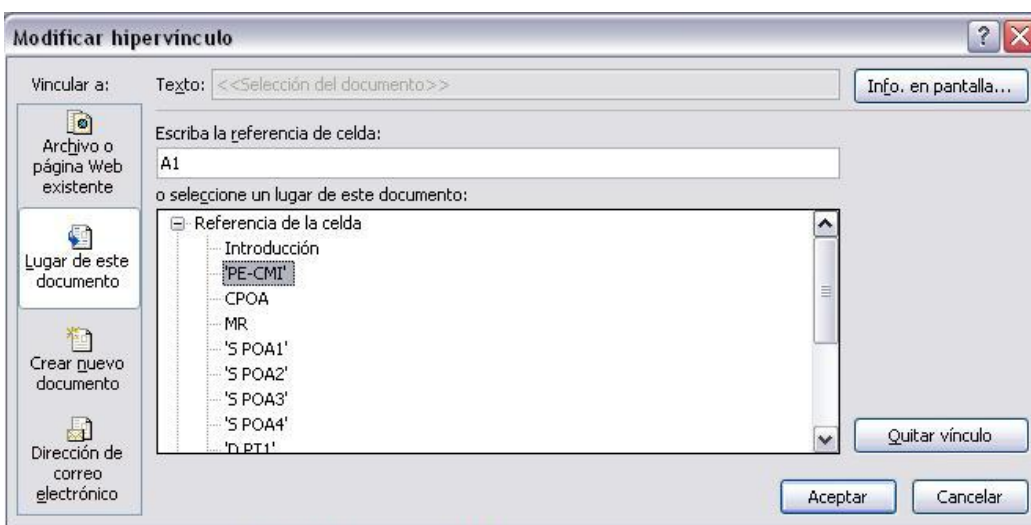 Modificar hipervínculo
?
Vincular a:
Texto: <<Selección del documento>>
Info. en pantalla...
Archivo o
página Web
existente
Lugar de este
documento
Crear nuevo
documento
Dirección de
correo
electrónico
Escriba la referencia de celda:
A1
o seleccione un lugar de este documento:
Referencia de la celda
Introducción
'PE-CMI'
CPOA
MR
'S POA1'
'S POA2'
'S POA3'
'S POA4'
'D PT1'
Quitar vínculo
Aceptar
Cancelar